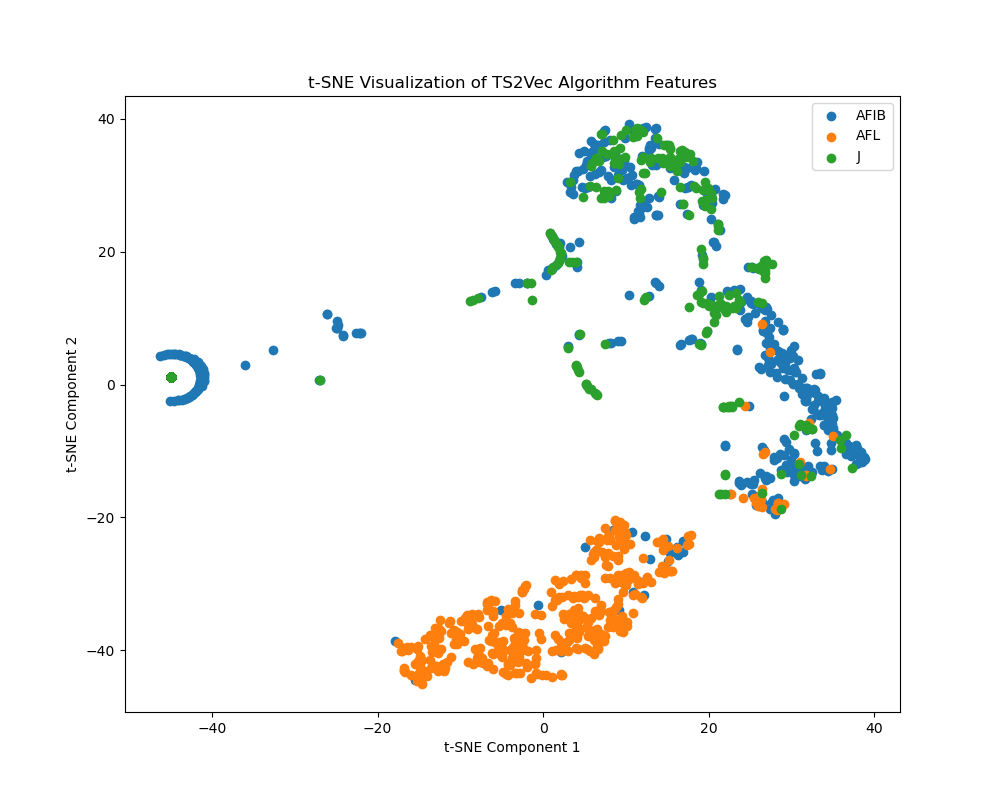 t-SNE Visualization of TS2Vec Algorithm Features
AFIB
AFL
J
40
20
0
−20
−40
t-SNE Component 2
−40
−20
0
20
40
t-SNE Component 1